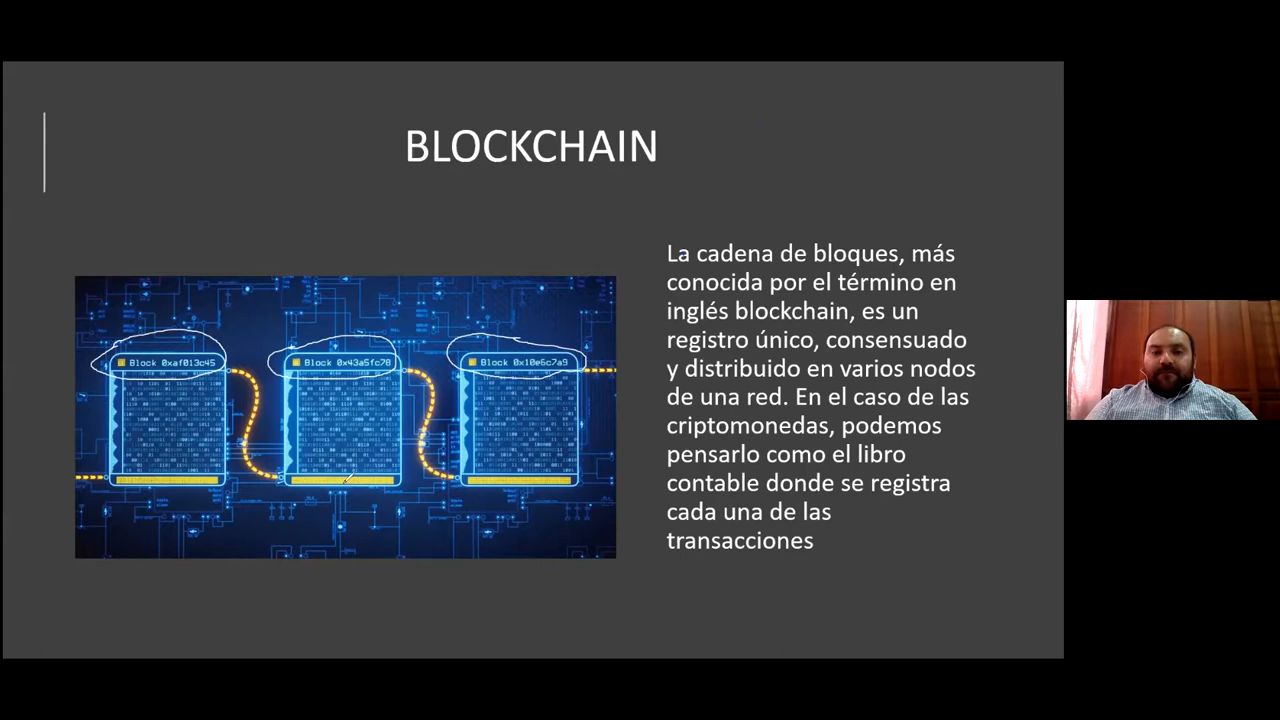 BLOCKCHAIN
La cadena de bloques, más
conocida por el término en
inglés blockchain, es un
registro único, consensuado
y distribuido en varios nodos
de una red. En el caso de las
criptomonedas, podemos
pensarlo como el libro
contable donde se registra
cada una de las
transacciones
Block 0xaf013c45
Block 0x43a5fc78
Block 0x10e6c7a9